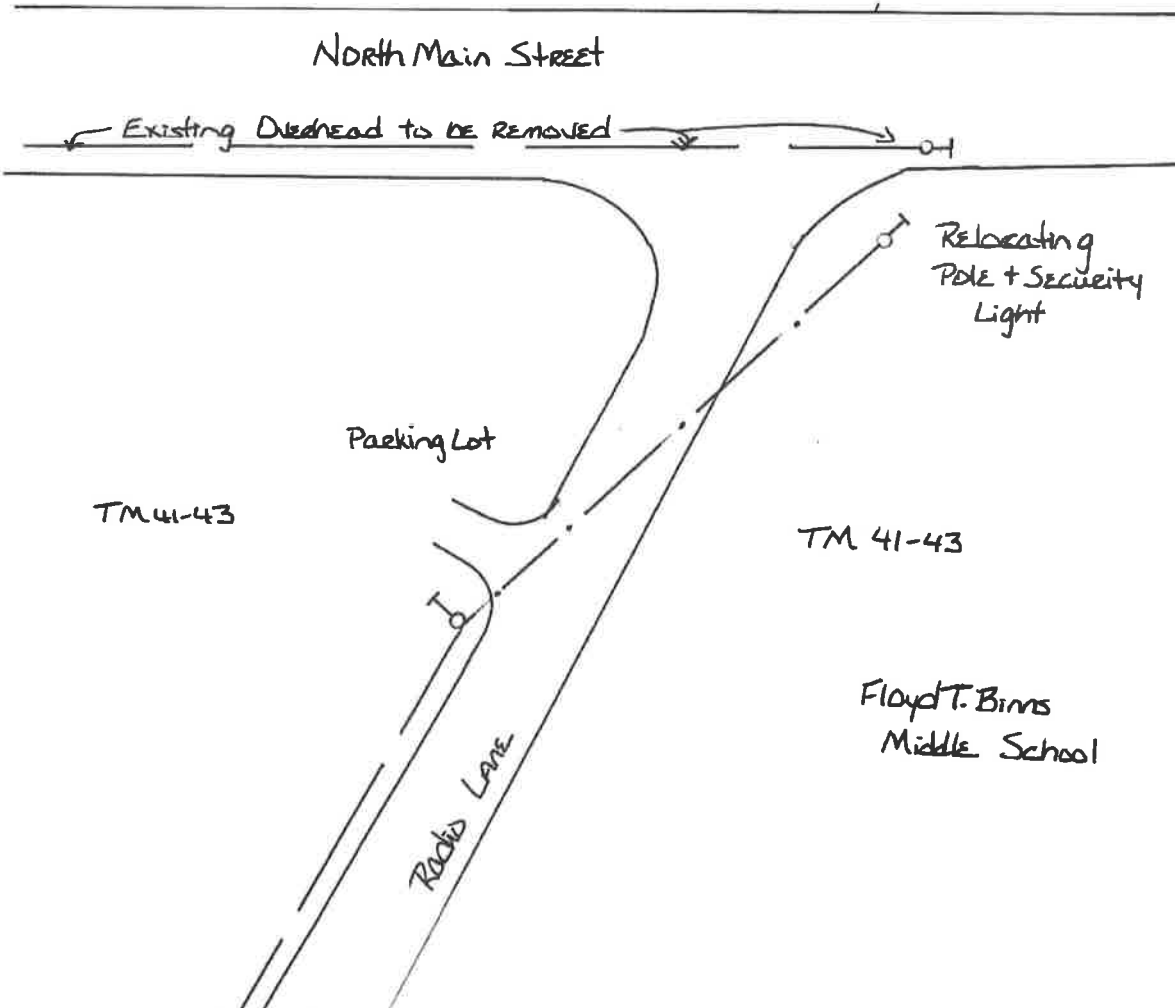 North Main Street
Existing Overhead to be Removed
Relocating
Pole + Security
Light
Parking Lot
TM 41-43
TM 41-43
Floyd T. Binns
Middle School
Radio Lane